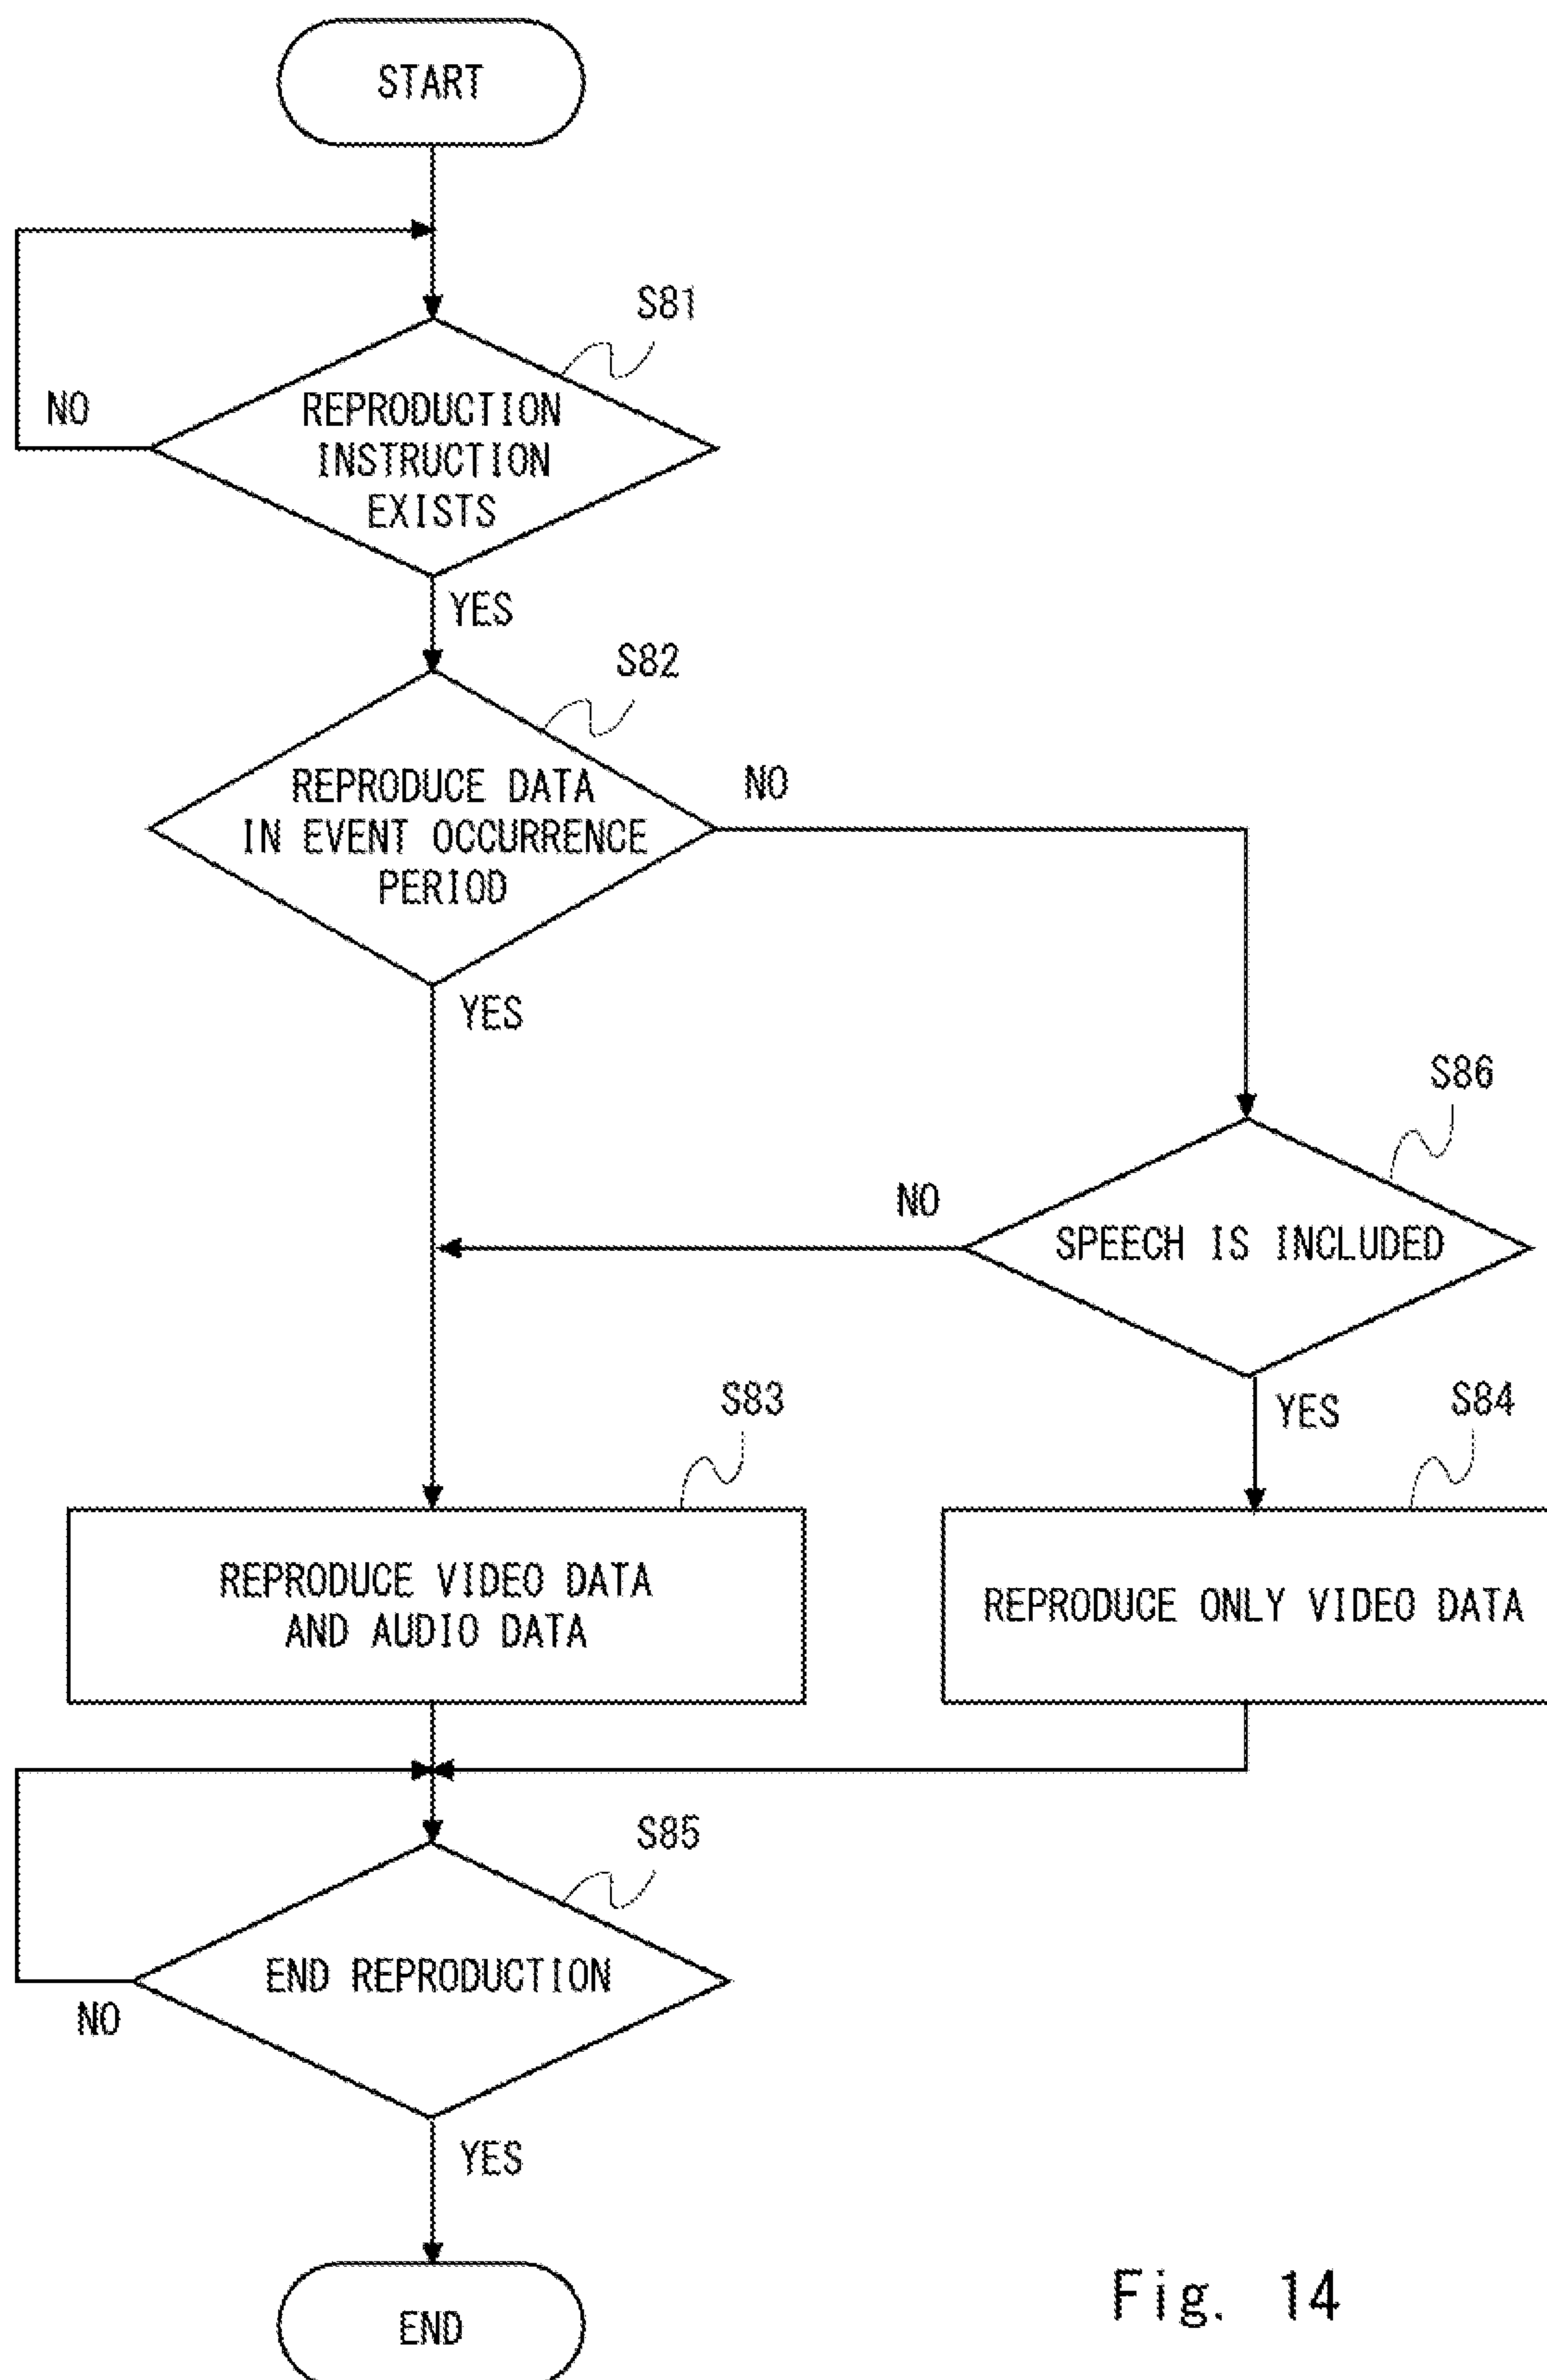 START
S81
NO
REPRODUCTION
INSTRUCTION
EXISTS
YES
S82
REPRODUCE DATA
IN EVENT OCCURRENCE
PERIOD
NO
YES
S86
NO
SPEECH IS INCLUDED
YES
S83
S84
REPRODUCE VIDEO DATA
AND AUDIO DATA
REPRODUCE ONLY VIDEO DATA
S85
END REPRODUCTION
NO
YES
END
Fig. 14